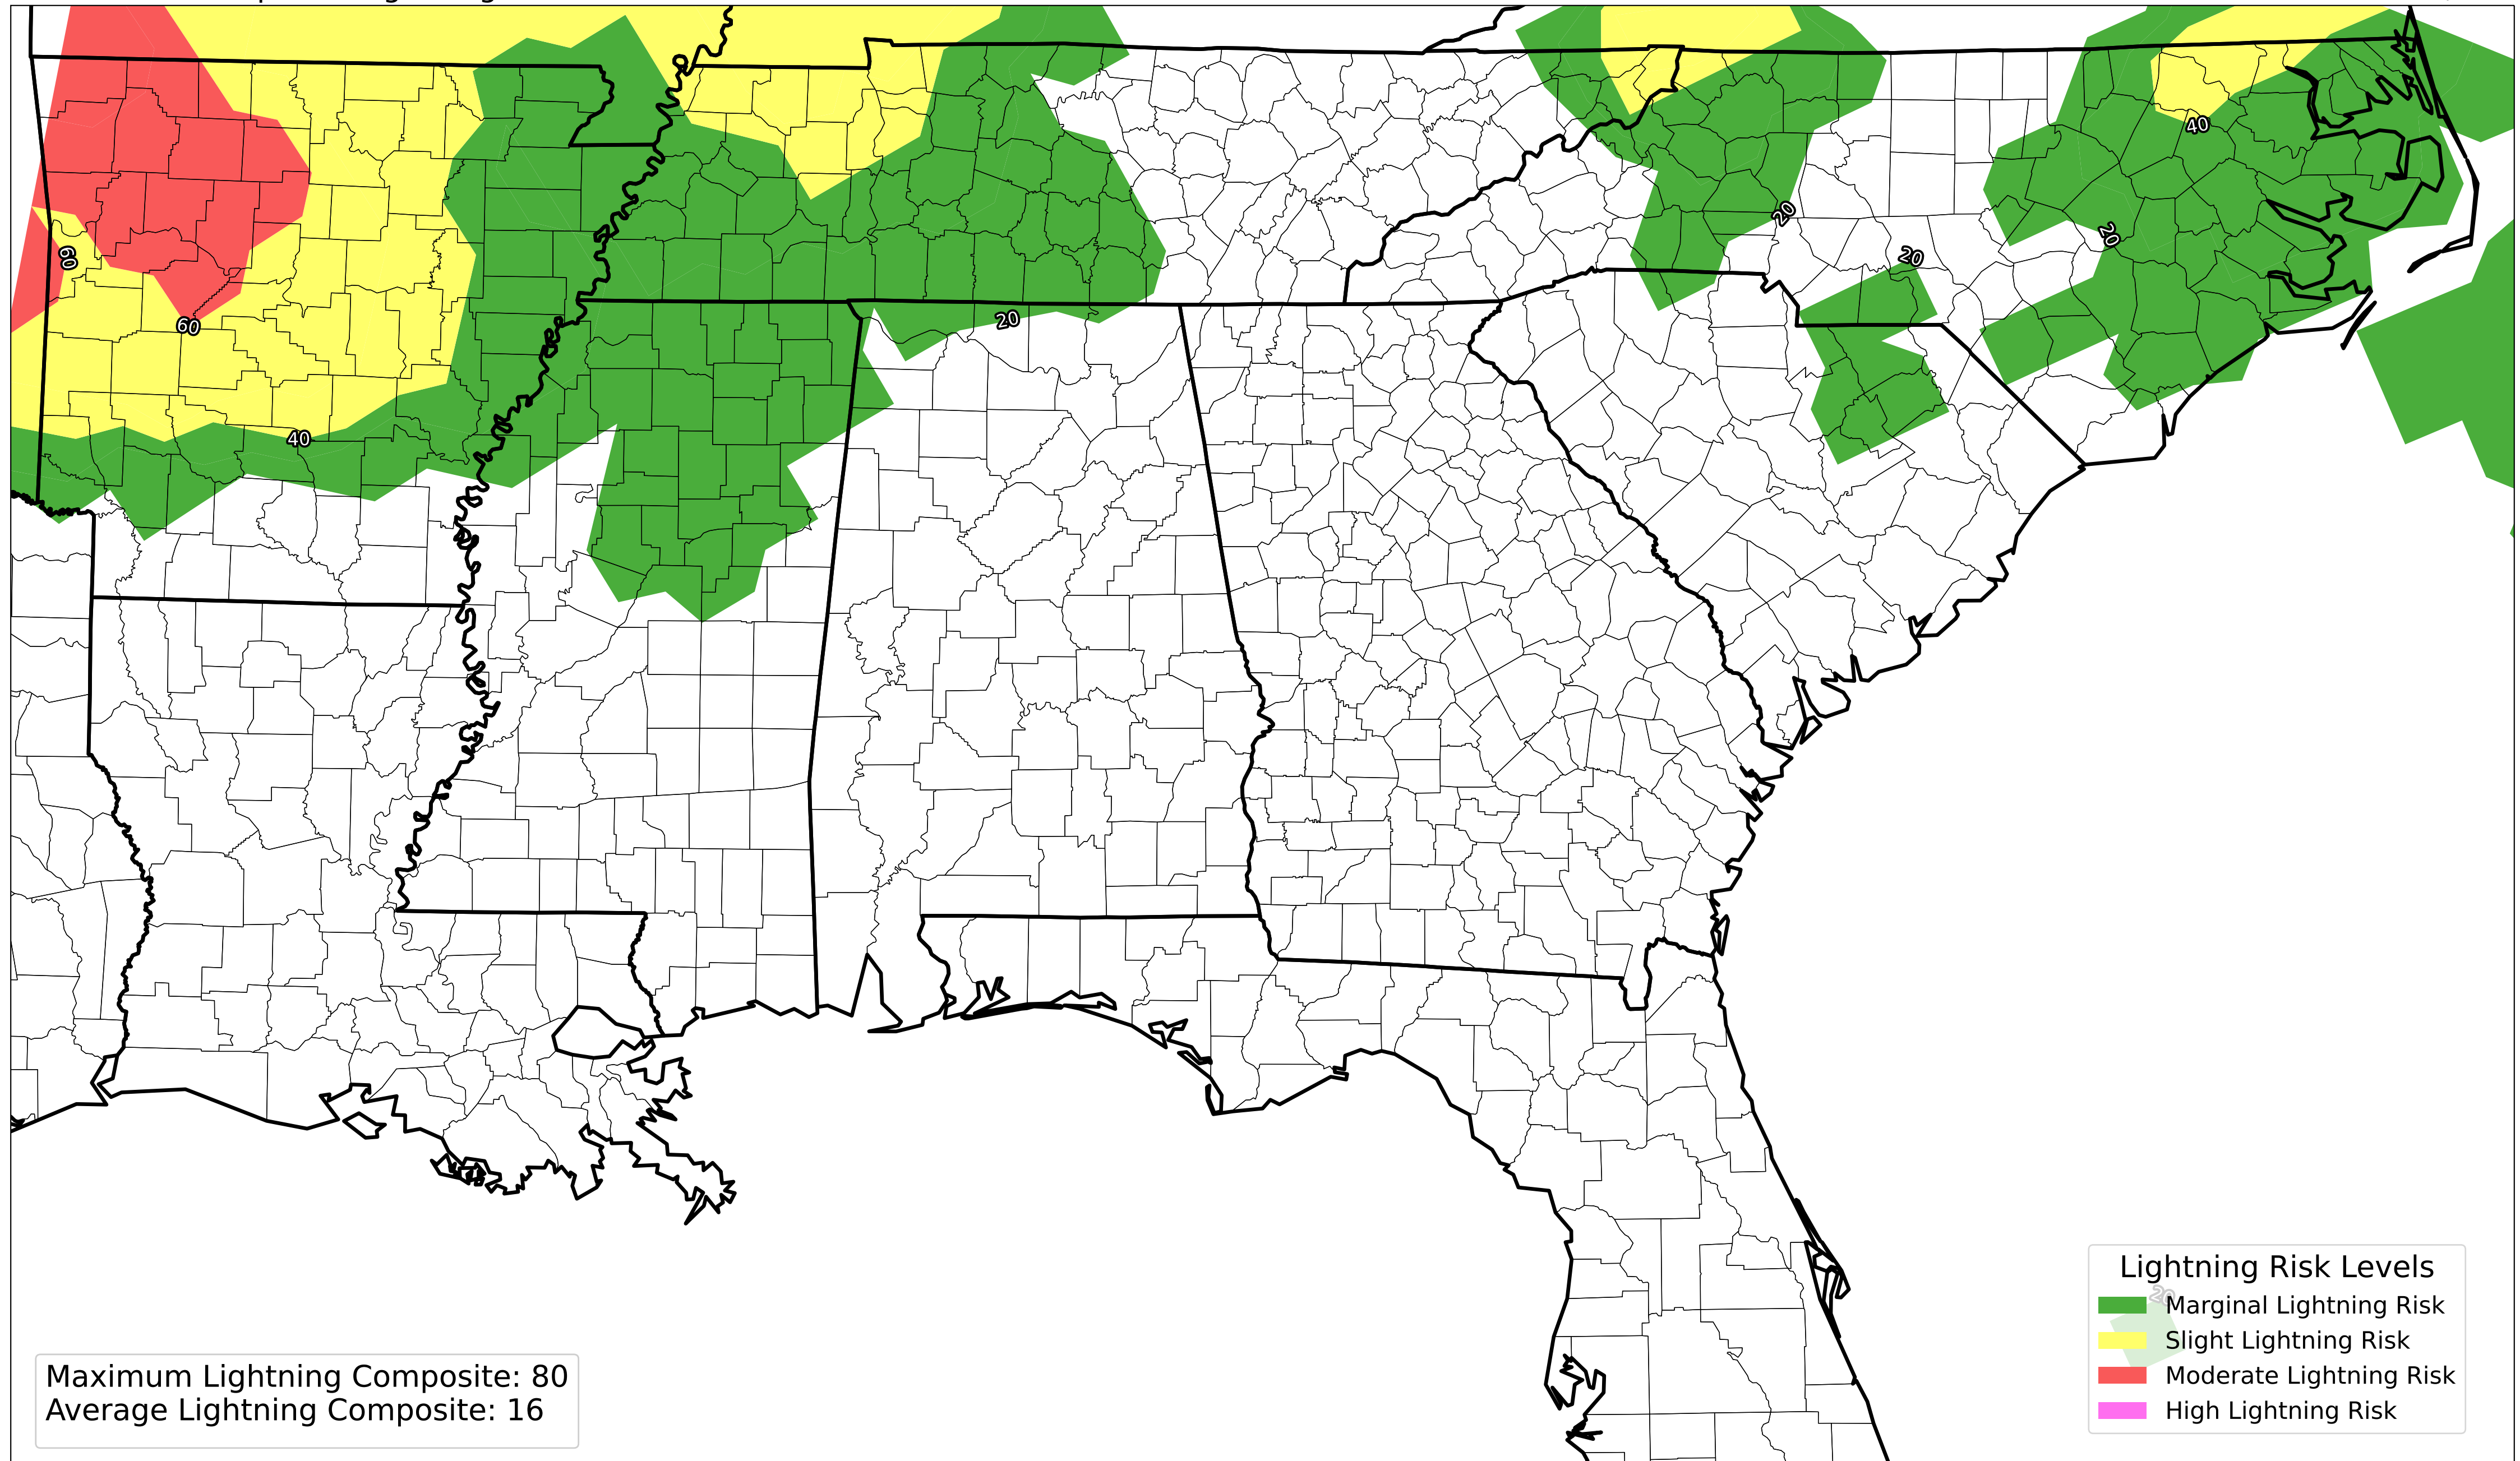 40
20
20
60
20
20
60
40
Lightning Risk Levels
20
Marginal Lightning Risk
Slight Lightning Risk
Moderate Lightning Risk
High Lightning Risk
Maximum Lightning Composite: 80
Average Lightning Composite: 16